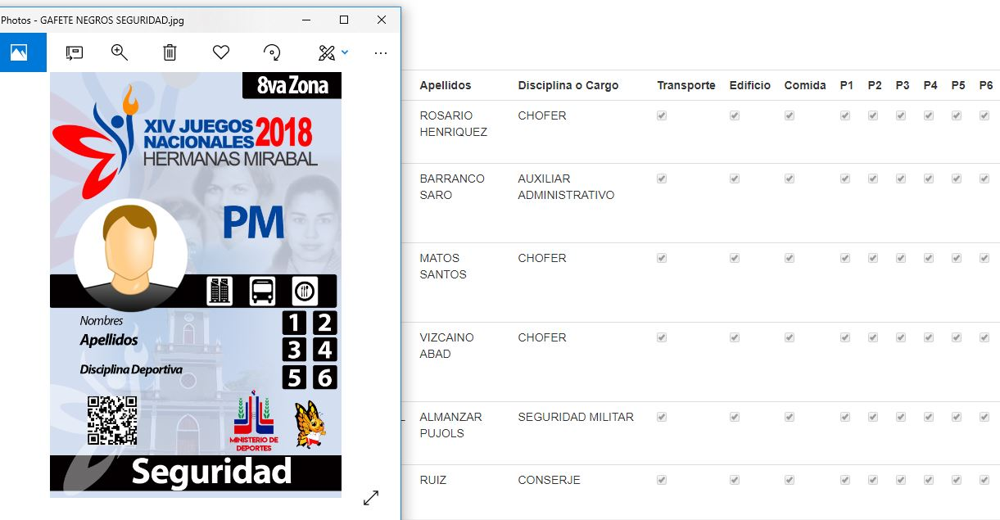 Photos - GAFETE NEGROS SEGURIDAD.jpg
8va Zona
XIV JUEGOS
NACIONALES 2018
HERMANAS MIRABAL
PM
Nombres
Apellidos
Disciplina Deportiva
1 2
3 4
5 6
MINISTERIO DE
DEPORTES
Seguridad
Apellidos Disciplina o Cargo Transporte Edificio Comida P1 P2 P3 P4 P5 P6
ROSARIO CHOFER
HENRIQUEZ
BARRANCO AUXILIAR
SARO ADMINISTRATIVO
MATOS CHOFER
SANTOS
VIZCAINO CHOFER
ABAD
ALMANZAR SEGURIDAD MILITAR
PUJOLS
RUIZ CONSERJE